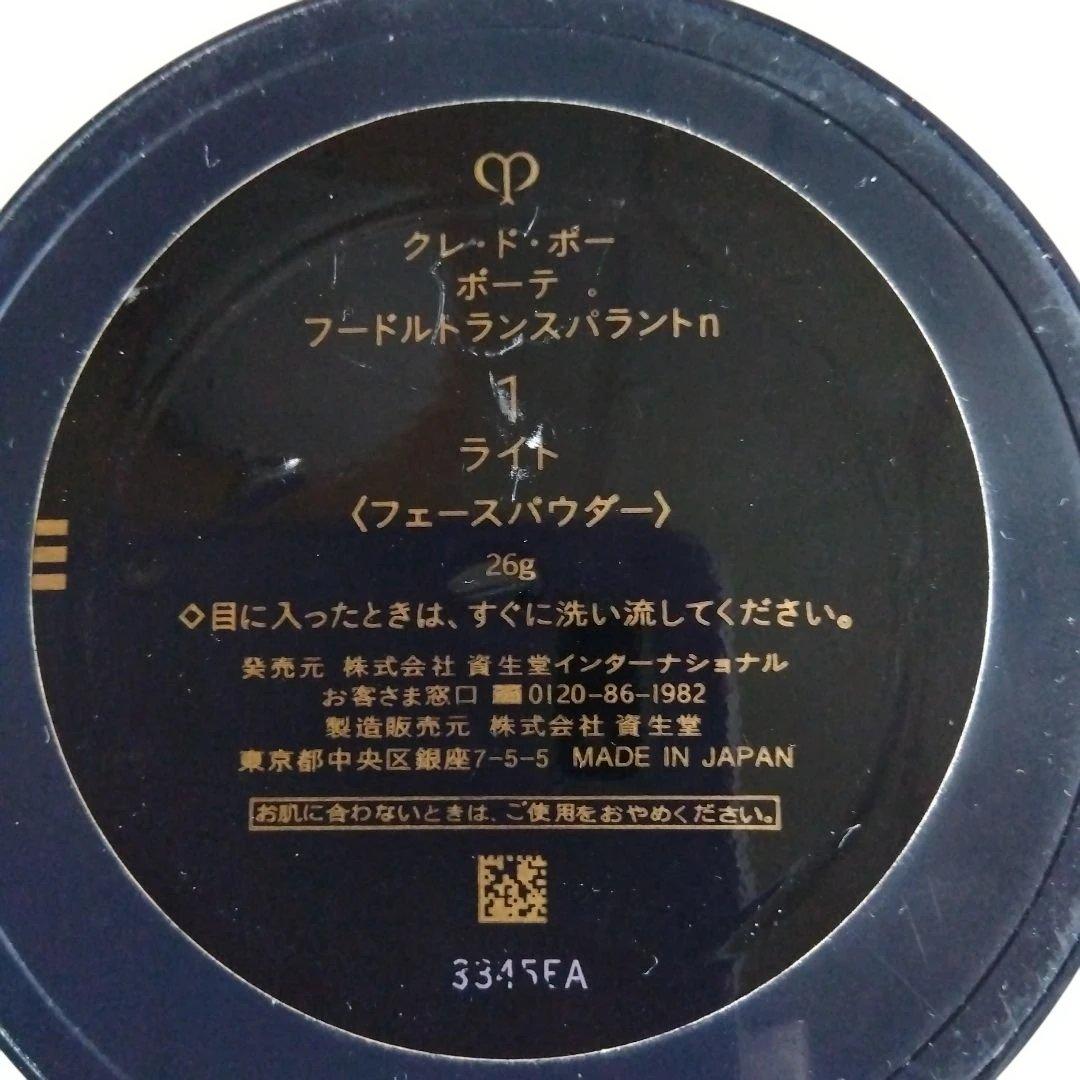 クレ・ド・ポー
ボーテ
プードルトランスパラントn
1
ライト
〈フェースパウダー〉
26g
◇目に入ったときは、すぐに洗い流してください。
発売元 株式会社 資生堂インターナショナル
お客さま窓口 0120-86-1982
製造販売元 株式会社 資生堂
東京都中央区銀座7-5-5 MADE IN JAPAN
お肌に合わないときは、ご使用をおやめください。
3345EA